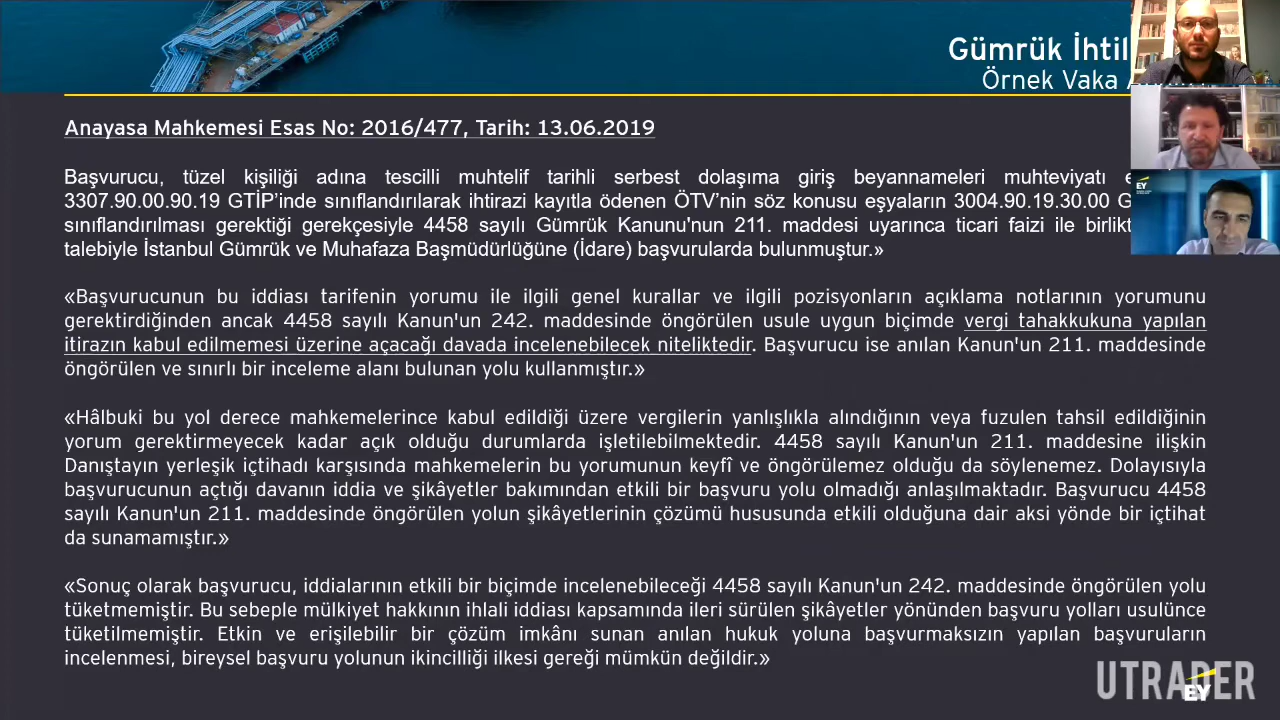 Gümrük İhtil
Örnek Vaka A
Anayasa Mahkemesi Esas No: 2016/477, Tarih: 13.06.2019
Başvurucu, tüzel kişiliği adına tescilli muhtelif tarihli serbest dolaşıma giriş beyannameleri muhteviyatı
3307.90.00.90.19 GTİP’inde sınıflandırılarak ihtirazi kayıtla ödenen ÖTV’nin söz konusu eşyaların 3004.90.19.30.00 G
sınıflandırılması gerektiği gerekçesiyle 4458 sayılı Gümrük Kanunu'nun 211. maddesi uyarınca ticari faizi ile birlikt
talebiyle İstanbul Gümrük ve Muhafaza Başmüdürlüğüne (İdare) başvurularda bulunmuştur.»
«Başvurucunun bu iddiası tarifenin yorumu ile ilgili genel kurallar ve ilgili pozisyonların açıklama notlarının yorumunu
gerektirdiğinden ancak 4458 sayılı Kanun'un 242. maddesinde öngörülen usule uygun biçimde vergi tahakkukuna yapılan
itirazın kabul edilmemesi üzerine açacağı davada incelenebilecek niteliktedir. Başvurucu ise anılan Kanun'un 211. maddesinde
öngörülen ve sınırlı bir inceleme alanı bulunan yolu kullanmıştır.»
«Hâlbuki bu yol derece mahkemelerince kabul edildiği üzere vergilerin yanlışlıkla alındığının veya fuzulen tahsil edildiğinin
yorum gerektirmeyecek kadar açık olduğu durumlarda işletilebilmektedir. 4458 sayılı Kanun'un 211. maddesine ilişkin
Danıştayın yerleşik içtihadı karşısında mahkemelerin bu yorumunun keyfî ve öngörülemez olduğu da söylenemez. Dolayısıyla
başvurucunun açtığı davanın iddia ve şikâyetler bakımından etkili bir başvuru yolu olmadığı anlaşılmaktadır. Başvurucu 4458
sayılı Kanun'un 211. maddesinde öngörülen yolun şikâyetlerinin çözümü hususunda etkili olduğuna dair aksi yönde bir içtihat
da sunamamıştır.»
«Sonuç olarak başvurucu, iddialarının etkili bir biçimde incelenebileceği 4458 sayılı Kanun'un 242. maddesinde öngörülen yolu
tüketmemiştir. Bu sebeple mülkiyet hakkının ihlali iddiası kapsamında ileri sürülen şikâyetler yönünden başvuru yolları usulünce
tüketilmemiştir. Etkin ve erişilebilir bir çözüm imkânı sunan anılan hukuk yoluna başvurmaksızın yapılan başvuruların
incelenmesi, bireysel başvuru yolunun ikincilliği ilkesi gereği mümkün değildir.»
EY
UTRADER
EY